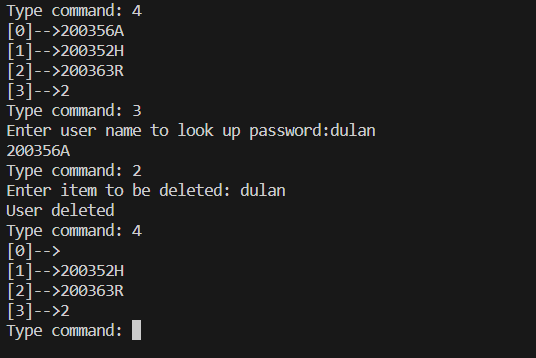 Type command: 4
[0]-->200356A
[1]-->200352H
[2]-->200363R
[3]-->2
Type command: 3
Enter user name to look up password:dulan
200356A
Type command: 2
Enter item to be deleted: dulan
User deleted
Type command: 4
[0]-->
[1]-->200352H
[2]-->200363R
[3]-->2
Type command: